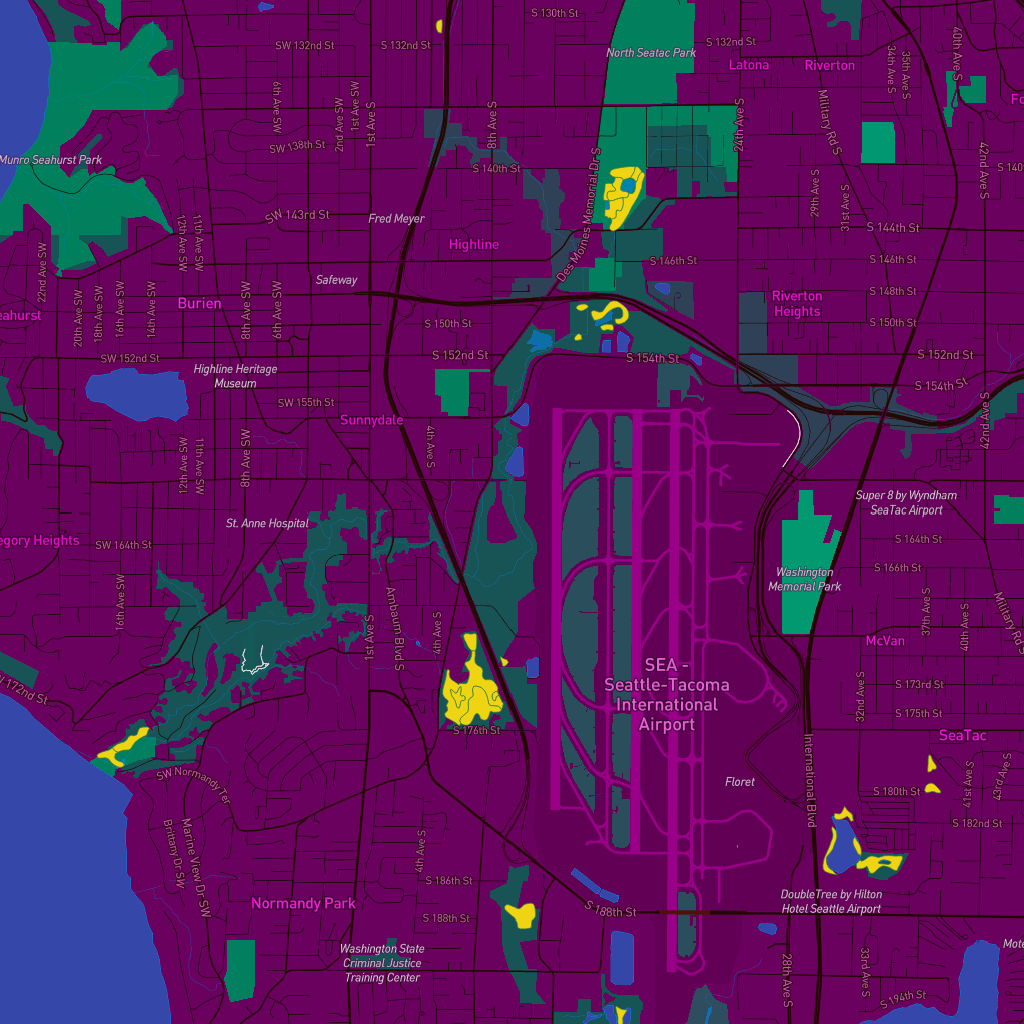 S 130th St
SW 132nd St
S 132nd St
North Seatac Park
S 132nd St
Latona
Riverton
34th Ave S
35th Ave S
40th Ave S
6th Ave SW
2nd Ave SW
1st Ave SW
1st Ave S
8th Ave S
24th Ave S
Military Rd S
Fo
Munro Seahurst Park
SW 138th St
S 140th St
S 140
42nd Ave S
Des Moines Memorial Dr S
29th Ave S
31st Ave S
12th Ave SW
11th Ave SW
SW 143rd St
Fred Meyer
S 144th St
Highline
22nd Ave SW
S 146th St
S 146th St
Safeway
20th Ave SW
18th Ave SW
16th Ave SW
14th Ave SW
Burien
8th Ave SW
6th Ave SW
Riverton
Heights
S 148th St
eahurst
S 150th St
S 150th St
SW 152nd St
S 152nd St
S 154th St
S 152nd St
Highline Heritage
Museum
S 154th St
SW 155th St
Sunnydale
42nd Ave S
4th Ave S
12th Ave SW
11th Ave SW
8th Ave SW
Super 8 by Wyndham
SeaTac Airport
St. Anne Hospital
egory Heights
SW 164th St
S 164th St
Washington
Memorial Park
S 166th St
16th Ave SW
Ambaum Blvd S
1st Ave S
4th Ave S
37th Ave S
40th Ave S
Military Rd S
McVan
SEA -
Seattle-Tacoma
International
Airport
SW 172nd St
S 173rd St
32nd Ave S
S 175th St
S 176th St
SeaTac
SW Normandy Ter
International Blvd
Floret
S 180th St
41st Ave S
43rd Ave S
S 182nd St
Brittany Dr SW
Marine View Dr SW
4th Ave S
S 186th St
DoubleTree by Hilton
Hotel Seattle Airport
Normandy Park
S 188th St
S 188th St
Washington State
Criminal Justice
Training Center
Mote
28th Ave S
33rd Ave S
S 194th St